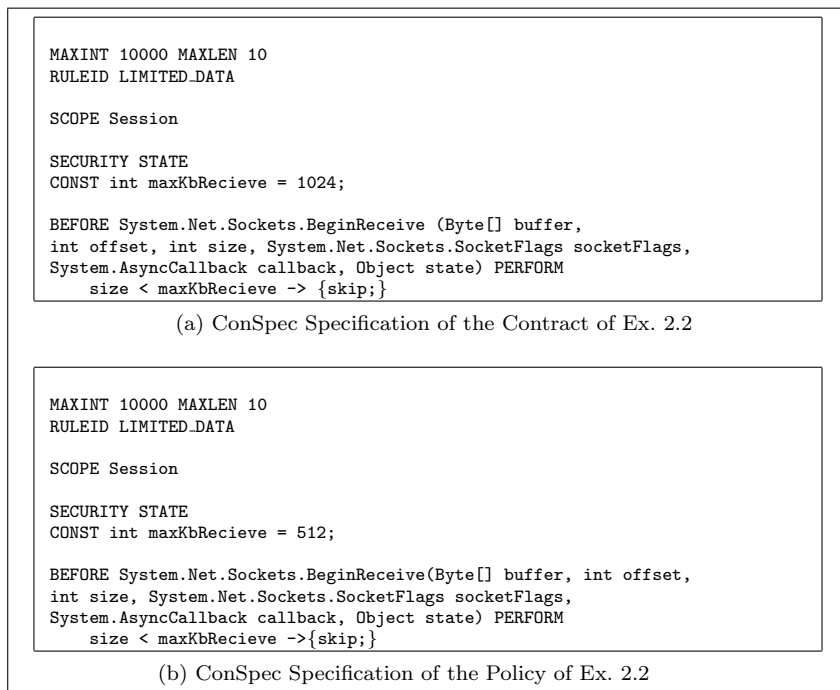 MAXINT 10000 MAXLEN 10
RULEID LIMITED_DATA
SCOPE Session
SECURITY STATE
CONST int maxKbRecieve = 1024;
BEFORE System.Net.Sockets.BeginReceive (Byte[] buffer,
int offset, int size, System.Net.Sockets.SocketFlags socketFlags,
System.AsyncCallback callback, Object state) PERFORM
size < maxKbRecieve -> {skip;}
(a) ConSpec Specification of the Contract of Ex. 2.2
MAXINT 10000 MAXLEN 10
RULEID LIMITED_DATA
SCOPE Session
SECURITY STATE
CONST int maxKbRecieve = 512;
BEFORE System.Net.Sockets.BeginReceive(Byte[] buffer, int offset,
int size, System.Net.Sockets.SocketFlags socketFlags,
System.AsyncCallback callback, Object state) PERFORM
size < maxKbRecieve ->{skip;}
(b) ConSpec Specification of the Policy of Ex. 2.2